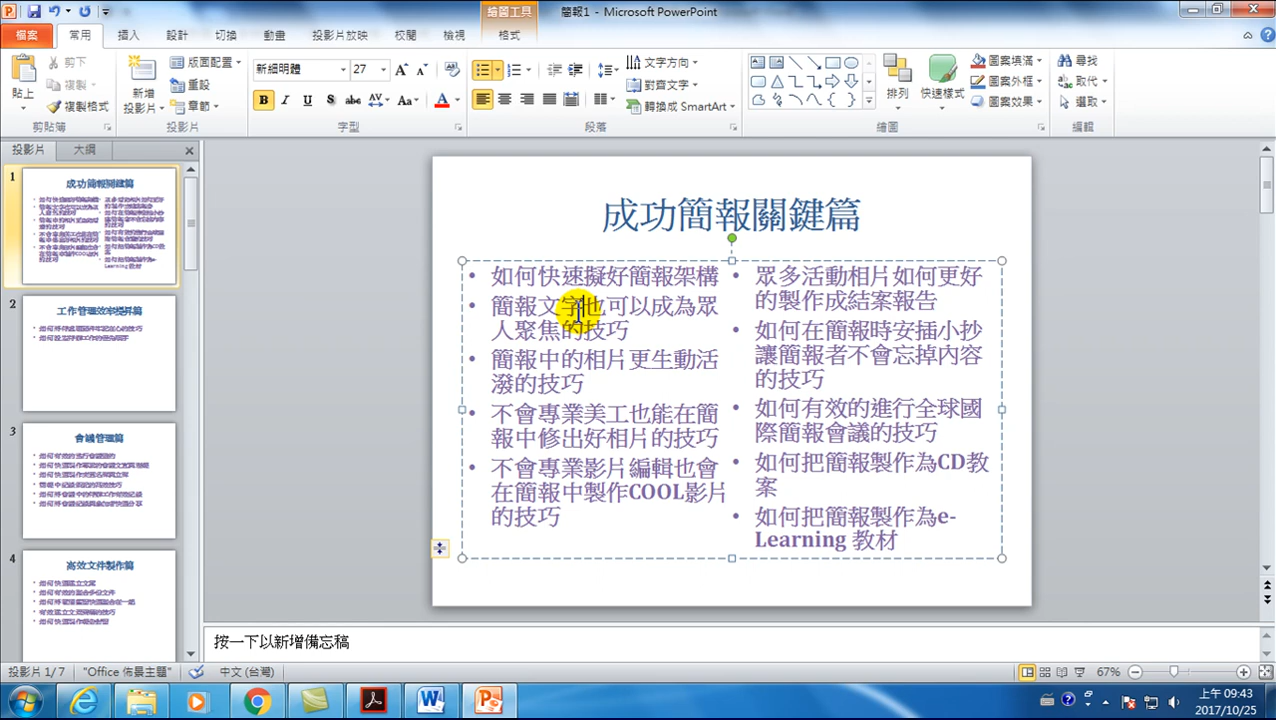 繪圖工具
簡報1 - Microsoft PowerPoint
檔案 常用 插入 設計 切換 動畫 投影片放映 校閱 檢視 格式
貼上
剪下
複製
複製格式
剪貼簿
新增
投影片
版面配置
重設
章節
投影片
新細明體 27
B I U S abc AV Aa A
字型
文字方向
對齊文字
轉換成 SmartArt
段落
排列
快速樣式
圖案填滿
圖案外框
圖案效果
繪圖
尋找
取代
選取
編輯
投影片 大綱
1
成功簡報關鍵篇
2
工作管理效率提昇篇
3
會議管理篇
4
高效文件製作篇
成功簡報關鍵篇
• 如何快速擬好簡報架構
• 簡報文字也可以成為眾
人聚焦的技巧
• 簡報中的相片更生動活
潑的技巧
• 不會專業美工也能在簡
報中修出好相片的技巧
• 不會專業影片編輯也會
在簡報中製作COOL影片
的技巧
• 眾多活動相片如何更好
的製作成結案報告
• 如何在簡報時安插小抄
讓簡報者不會忘掉內容
的技巧
• 如何有效的進行全球國
際簡報會議的技巧
• 如何把簡報製作為CD教
案
• 如何把簡報製作為e-
Learning 教材
按一下以新增備忘稿
投影片 1/7 "Office 佈景主題" 中文 (台灣) 67%
上午 09:43
2017/10/25